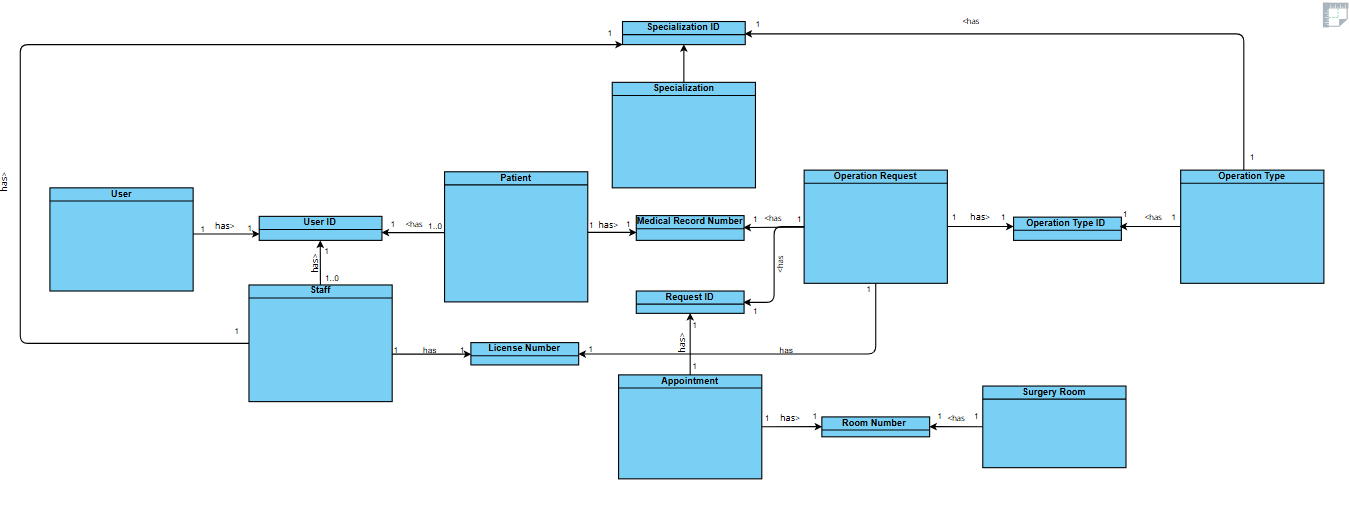 <has
1
Specialization ID
1
Specialization
1
has>
User
Patient
Operation Request
Operation Type
1
has>
1
User ID
1
<has
1..0
1
has>
1
Medical Record Number
1
<has
1
1
has>
1
Operation Type ID
1
<has
1
has>
1
1..0
<has
Staff
Request ID
1
1
1
has>
1
1
has
1
License Number
1
has
1
Appointment
Surgery Room
1
has>
1
Room Number
1
<has
1